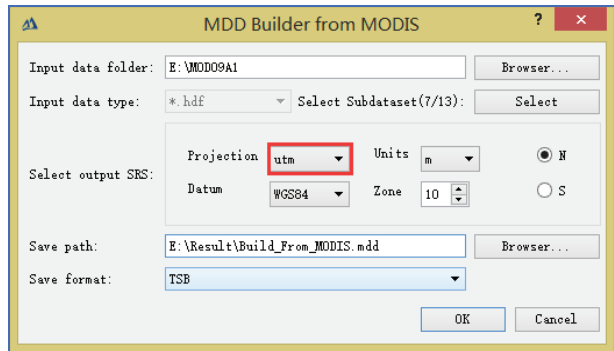 MDD Builder from MODIS ? ×
Input data folder: E:\MOD09A1 Browser...
Input data type: *.hdf Select Subdataset(7/13): Select
Select output SRS:
Projection utm Units m N
Datum WGS84 Zone 10 S
Save path: E:\Result\Build_From_MODIS.mdd Browser...
Save format: TSB
OK Cancel